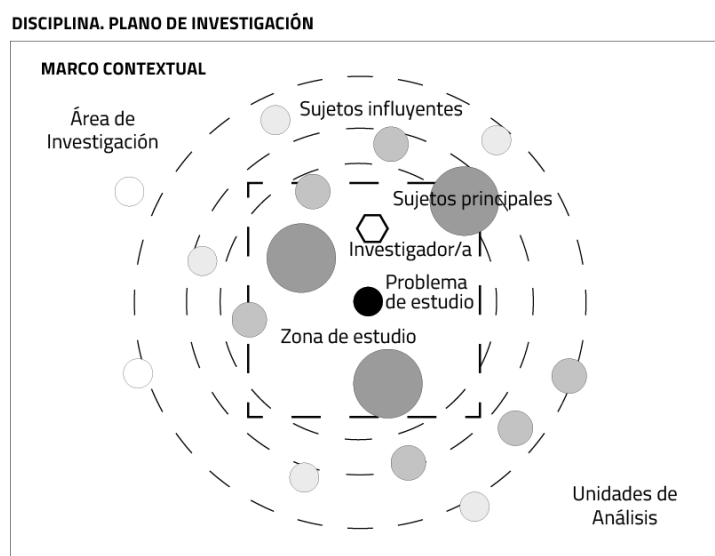 DISCIPLINA. PLANO DE INVESTIGACIÓN
MARCO CONTEXTUAL
Área de
Investigación
Sujetos influyentes
Sujetos principales
Investigador/a
Problema
de estudio
Zona de estudio
Unidades de
Análisis